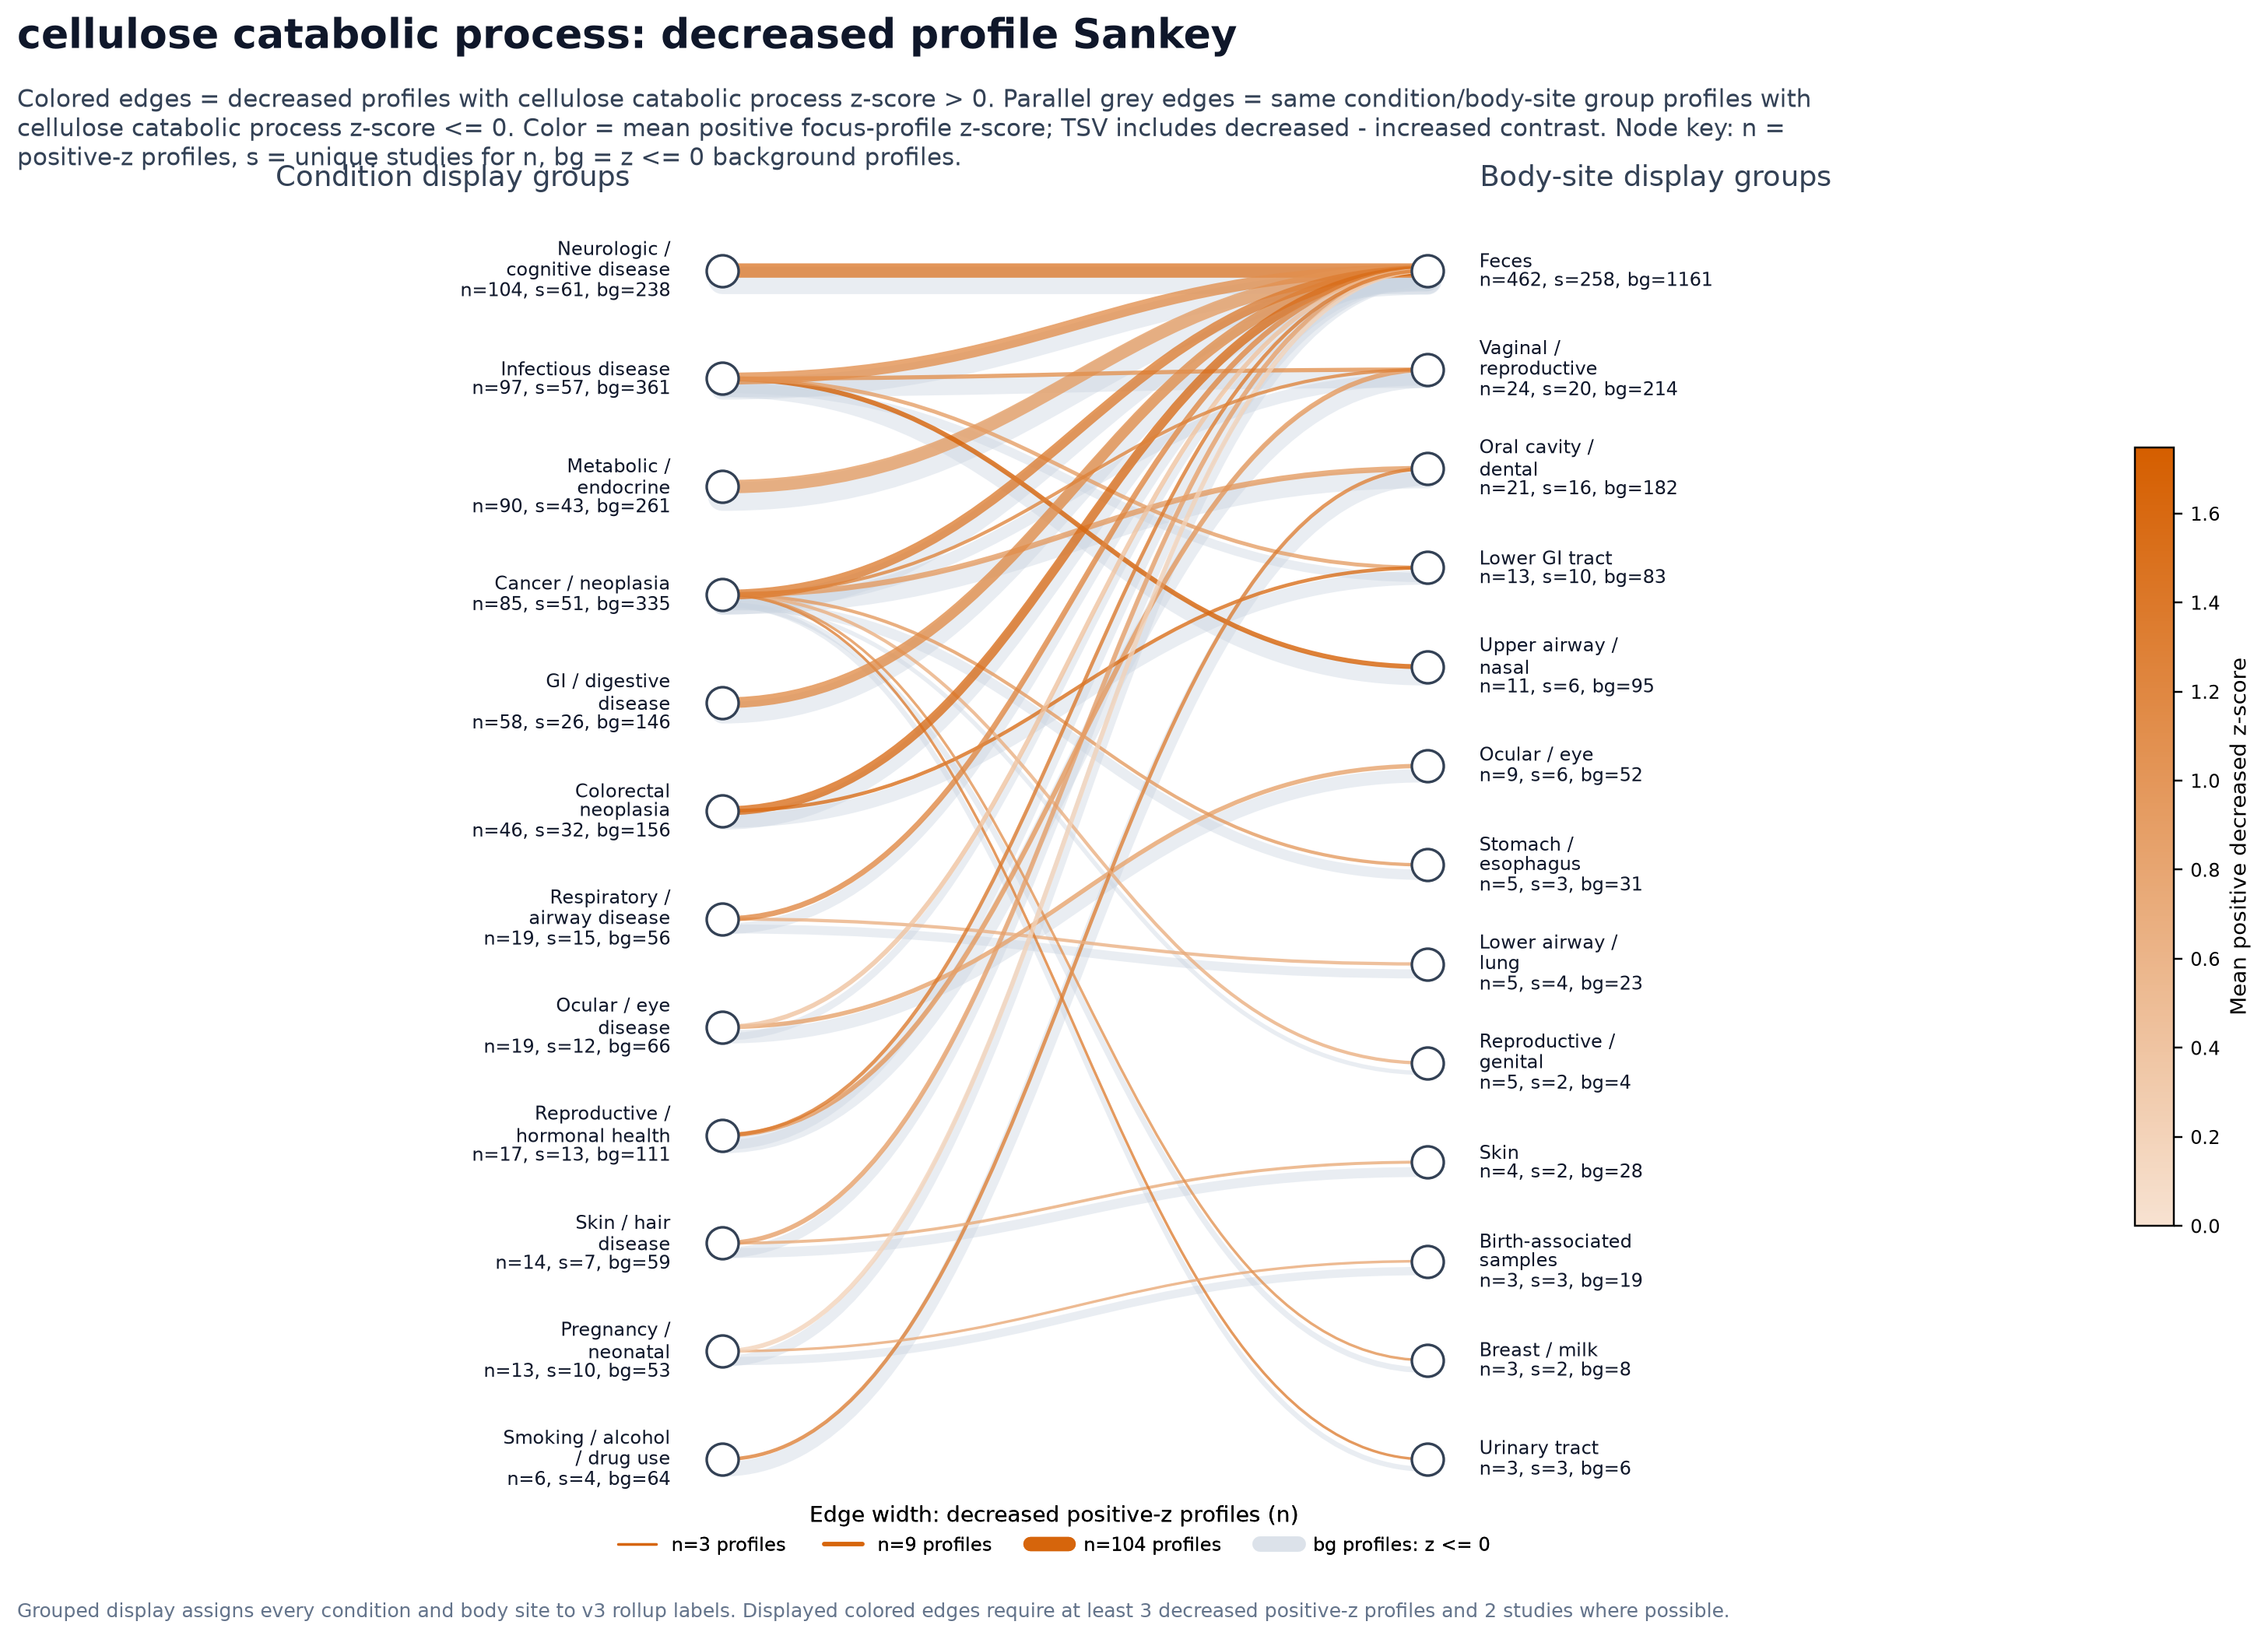 cellulose catabolic process: decreased profile Sankey
Colored edges = decreased profiles with cellulose catabolic process z-score > 0. Parallel grey edges = same condition/body-site group profiles with
cellulose catabolic process z-score <= 0. Color = mean positive focus-profile z-score; TSV includes decreased - increased contrast. Node key: n =
positive-z profiles, s = unique studies for n, bg = z <= 0 background profiles.
Condition display groups
Body-site display groups
Neurologic /
cognitive disease
n=104, s=61, bg=238
Infectious disease
n=97, s=57, bg=361
Metabolic /
endocrine
n=90, s=43, bg=261
Cancer / neoplasia
n=85, s=51, bg=335
GI / digestive
disease
n=58, s=26, bg=146
Colorectal
neoplasia
n=46, s=32, bg=156
Respiratory /
airway disease
n=19, s=15, bg=56
Ocular / eye
disease
n=19, s=12, bg=66
Reproductive /
hormonal health
n=17, s=13, bg=111
Skin / hair
disease
n=14, s=7, bg=59
Pregnancy /
neonatal
n=13, s=10, bg=53
Smoking / alcohol
/ drug use
n=6, s=4, bg=64
Feces
n=462, s=258, bg=1161
Vaginal /
reproductive
n=24, s=20, bg=214
Oral cavity /
dental
n=21, s=16, bg=182
Lower GI tract
n=13, s=10, bg=83
Upper airway /
nasal
n=11, s=6, bg=95
Ocular / eye
n=9, s=6, bg=52
Stomach /
esophagus
n=5, s=3, bg=31
Lower airway /
lung
n=5, s=4, bg=23
Reproductive /
genital
n=5, s=2, bg=4
Skin
n=4, s=2, bg=28
Birth-associated
samples
n=3, s=3, bg=19
Breast / milk
n=3, s=2, bg=8
Urinary tract
n=3, s=3, bg=6
1.6
1.4
1.2
1.0
0.8
0.6
0.4
0.2
0.0
Mean positive decreased z-score
Edge width: decreased positive-z profiles (n)
n=3 profiles
n=9 profiles
n=104 profiles
bg profiles: z <= 0
Grouped display assigns every condition and body site to v3 rollup labels. Displayed colored edges require at least 3 decreased positive-z profiles and 2 studies where possible.